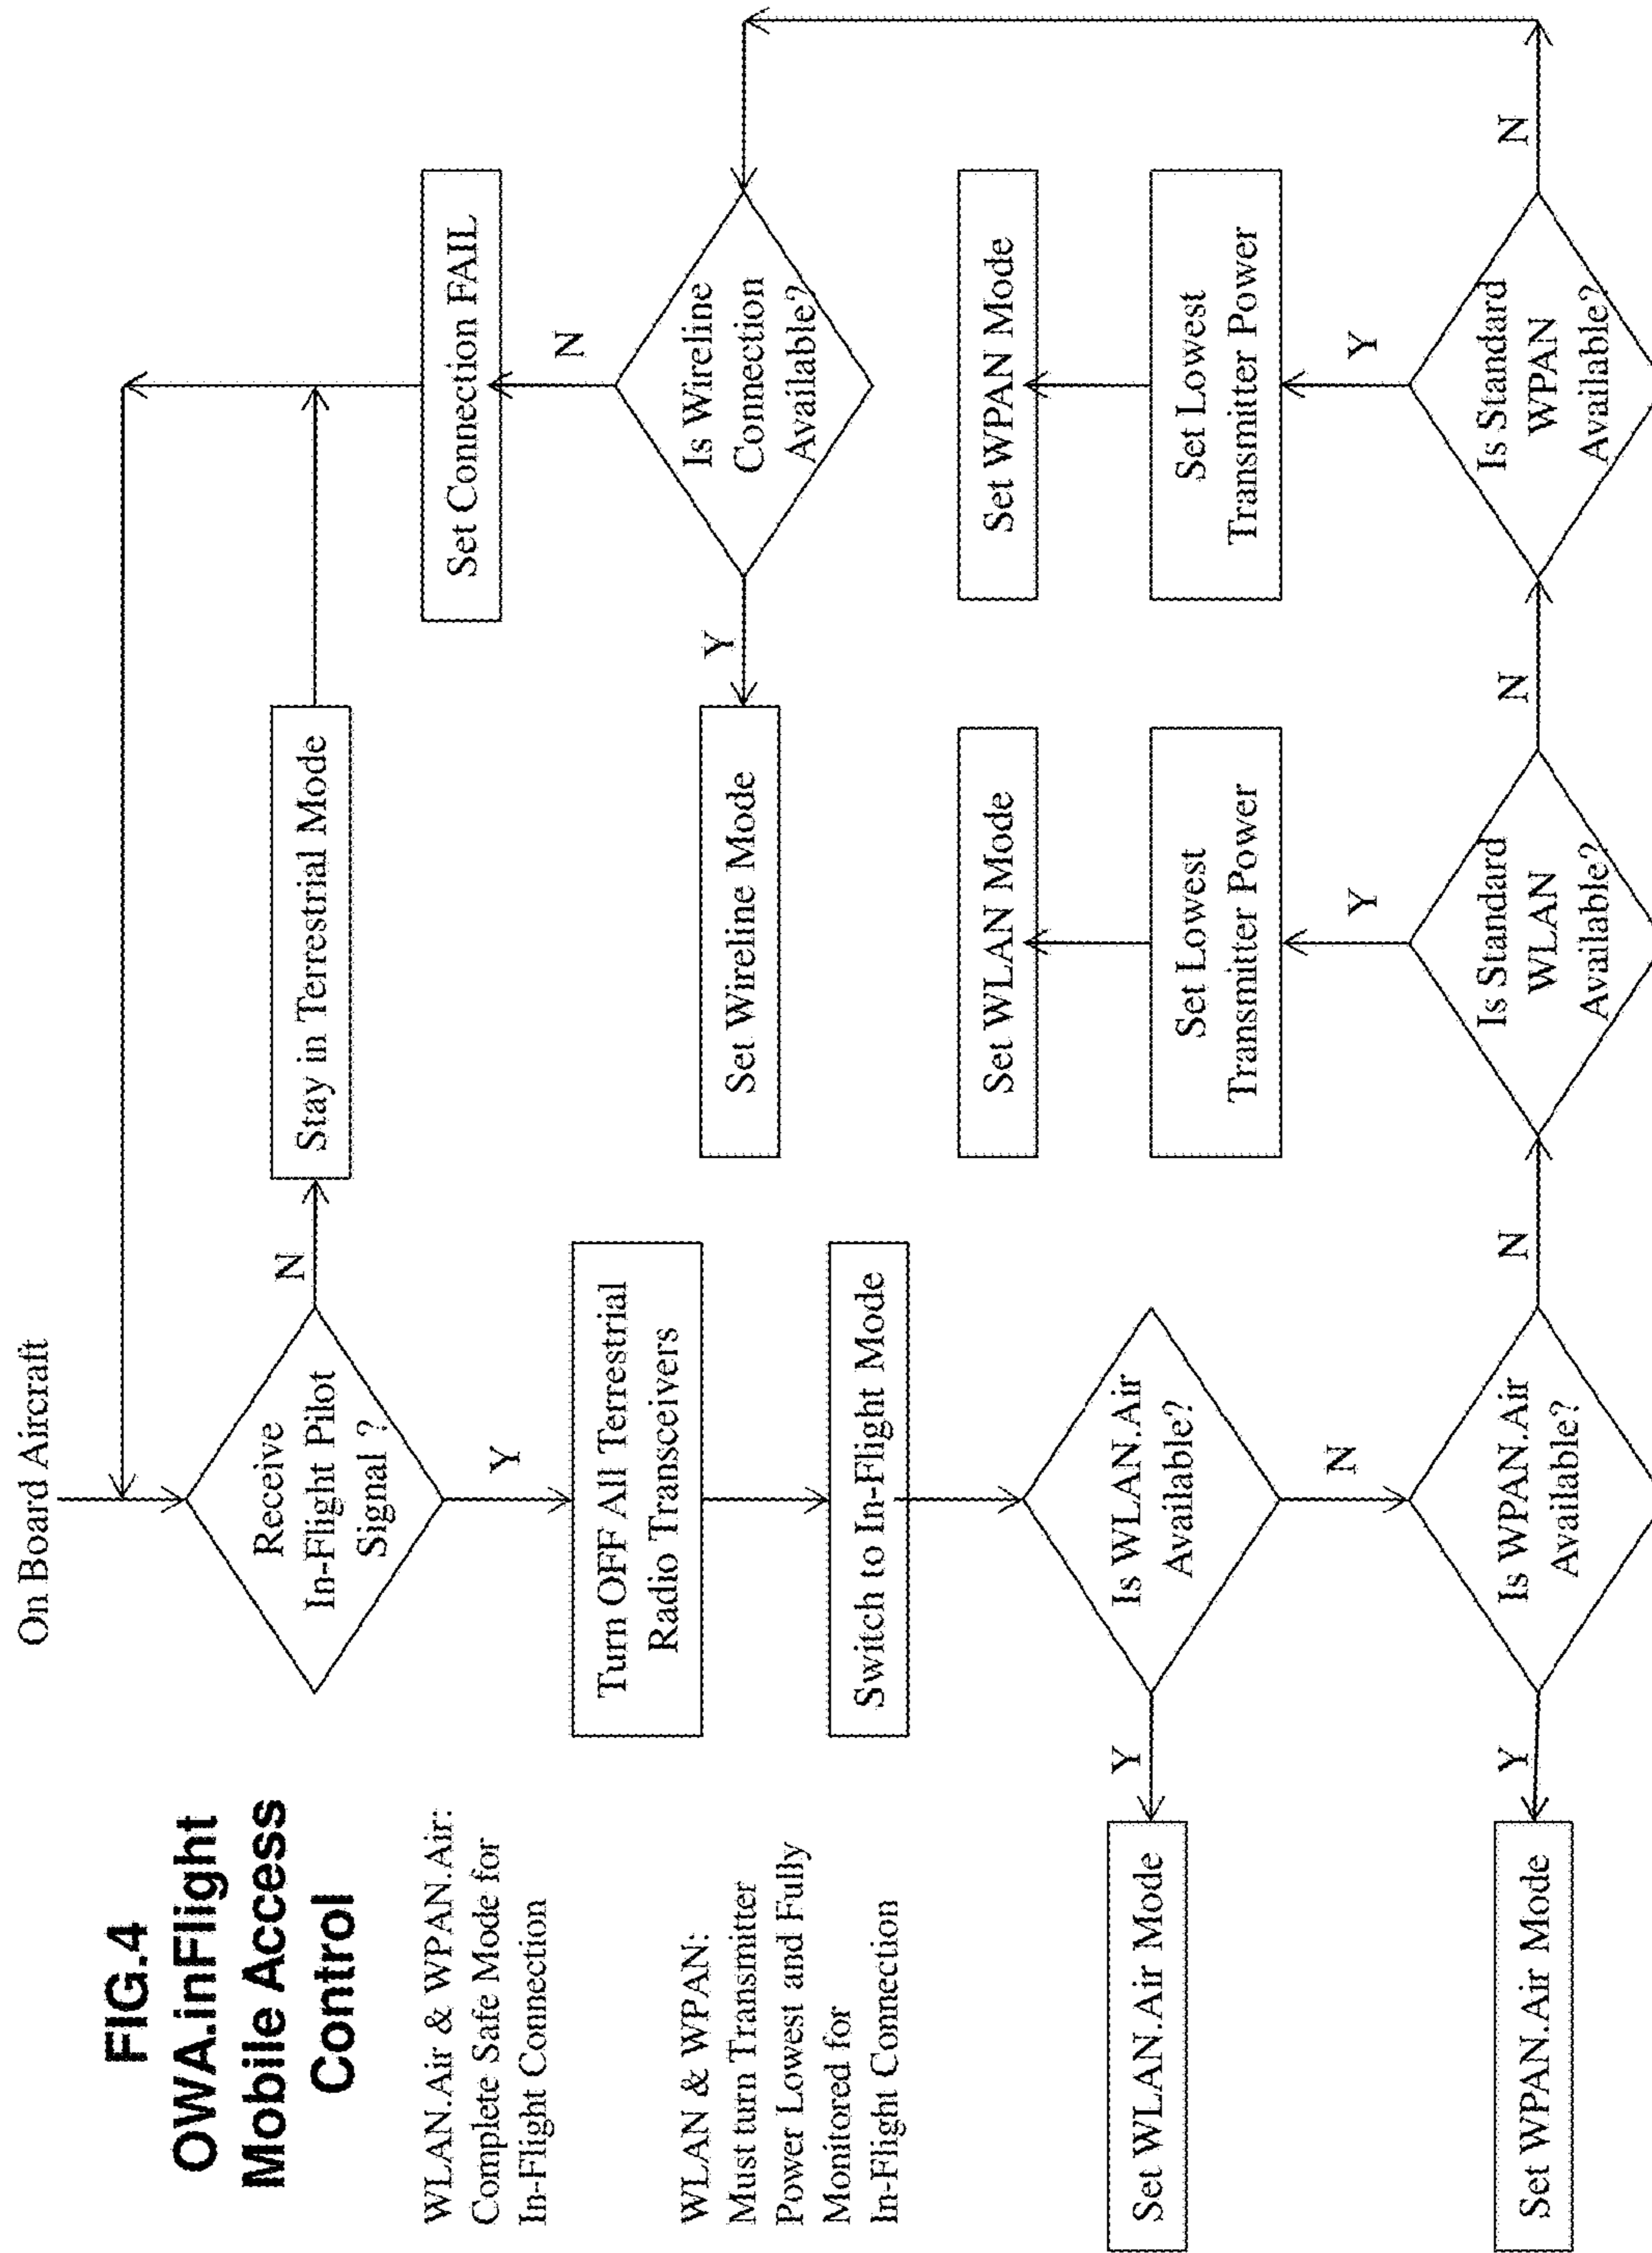 FIG.4
OWA.inFlight
Mobile Access
Control
WLAN.Air & WPAN.Air:
Complete Safe Mode for
In-Flight Connection
WLAN & WPAN:
Must turn Transmitter
Power Lowest and Fully
Monitored for
In-Flight Connection
On Board Aircraft
Receive
In-Flight Pilot
Signal ?
N
Stay in Terrestrial Mode
Y
Turn OFF All Terrestrial
Radio Transceivers
Switch to In-Flight Mode
Is WLAN.Air
Available?
Y
Set WLAN.Air Mode
N
Is WPAN.Air
Available?
Y
Set WPAN.Air Mode
N
Is Standard
WLAN
Available?
Y
Set Lowest
Transmitter Power
Set WLAN Mode
N
Is Standard
WPAN
Available?
Y
Set Lowest
Transmitter Power
Set WPAN Mode
N
Is Wireline
Connection
Available?
Y
Set Wireline Mode
N
Set Connection FAIL